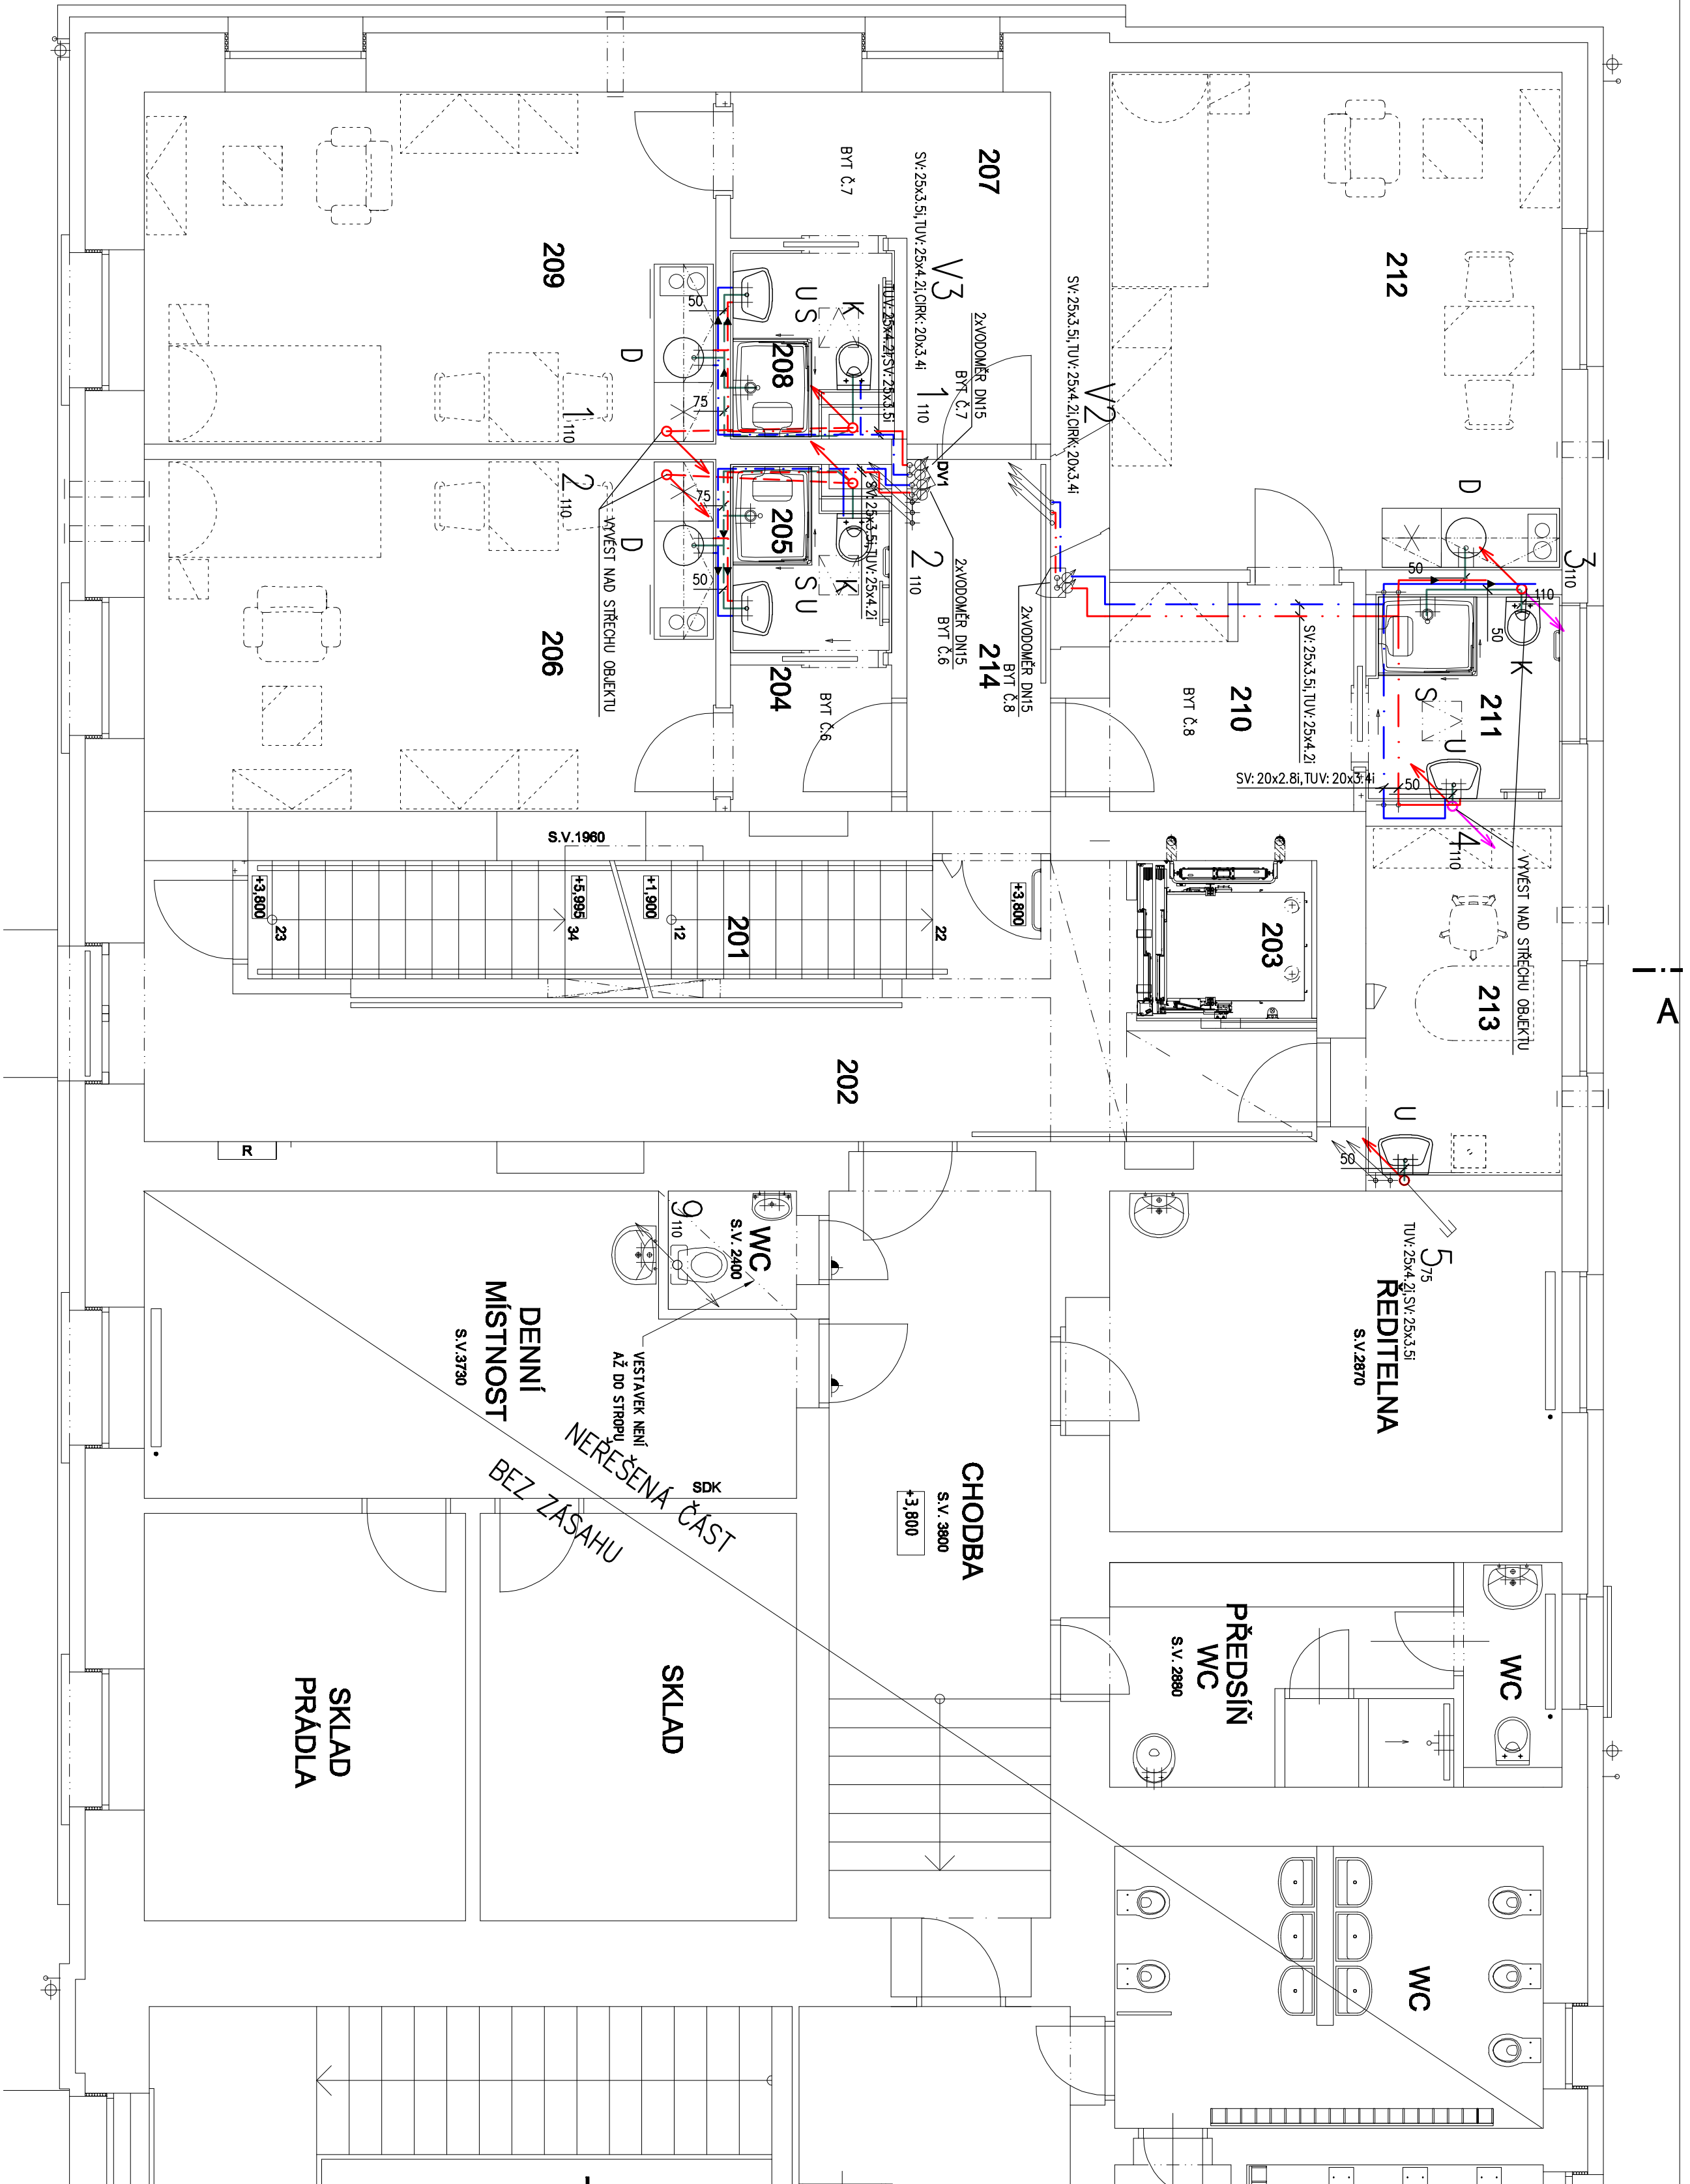 A
212
D
3 110
50
110
50
K
S
211
U
50
SV: 25x3.5i,TUV: 25x4.2i
SV: 20x2.8i,TUV: 20x3.4i
210
BYT Č.8
4 110
VYVÉST NAD STŘECHU OBJEKTU
213
U
50
5 75
TUV: 25x4.2i,SV: 25x3.5i
ŘEDITELNA
S.V.2870
PŘEDSÍŇ
WC
S.V. 2880
WC
WC
V2
SV: 25x3.5i,TUV: 25x4.2i,CIRK: 20x3.4i
207
BYT Č.7
V3
SV: 25x3.5i,TUV: 25x4.2i,CIRK: 20x3.4i
TUV: 25x4.2i,SV: 25x3.5i
2xVODOMĚR DN15
BYT Č.7
1 110
DV1
2 110
2xVODOMĚR DN15
BYT Č.6
2xVODOMĚR DN15
BYT Č.8
214
SV: 25x3.5i,TUV: 25x4.2i
K
U S
208
205
K
S U
204
BYT Č.6
209
50
D
75
1 110
2 110
75
D
50
VYVÉST NAD STŘECHU OBJEKTU
206
S.V.1960
+3,800
23
+5,995
34
+1,900
12
201
22
+3,800
203
202
R
9 110
WC
S.V. 2400
VESTAVEK NENÍ
AŽ DO STROPU
DENNÍ
MÍSTNOST
S.V.3730
SDK
NEŘEŠENÁ ČÁST
BEZ ZÁSAHU
CHODBA
S.V. 3800
+3,800
SKLAD
SKLAD
PRÁDLA